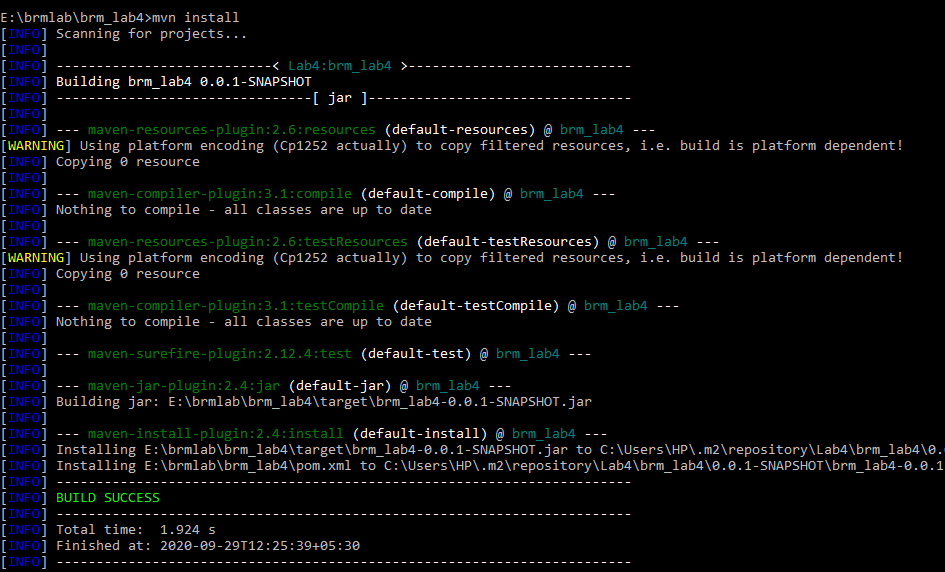 E:\brmlab\brm_lab4>mvn install
[INFO] Scanning for projects...
[INFO]
[INFO] ---------------------------< Lab4:brm_lab4 >----------------------------
[INFO] Building brm_lab4 0.0.1-SNAPSHOT
[INFO] --------------------------------[ jar ]---------------------------------
[INFO]
[INFO] --- maven-resources-plugin:2.6:resources (default-resources) @ brm_lab4 ---
[WARNING] Using platform encoding (Cp1252 actually) to copy filtered resources, i.e. build is platform dependent!
[INFO] Copying 0 resource
[INFO]
[INFO] --- maven-compiler-plugin:3.1:compile (default-compile) @ brm_lab4 ---
[INFO] Nothing to compile - all classes are up to date
[INFO]
[INFO] --- maven-resources-plugin:2.6:testResources (default-testResources) @ brm_lab4 ---
[WARNING] Using platform encoding (Cp1252 actually) to copy filtered resources, i.e. build is platform dependent!
[INFO] Copying 0 resource
[INFO]
[INFO] --- maven-compiler-plugin:3.1:testCompile (default-testCompile) @ brm_lab4 ---
[INFO] Nothing to compile - all classes are up to date
[INFO]
[INFO] --- maven-surefire-plugin:2.12.4:test (default-test) @ brm_lab4 ---
[INFO]
[INFO] --- maven-jar-plugin:2.4:jar (default-jar) @ brm_lab4 ---
[INFO] Building jar: E:\brmlab\brm_lab4\target\brm_lab4-0.0.1-SNAPSHOT.jar
[INFO]
[INFO] --- maven-install-plugin:2.4:install (default-install) @ brm_lab4 ---
[INFO] Installing E:\brmlab\brm_lab4\target\brm_lab4-0.0.1-SNAPSHOT.jar to C:\Users\HP\.m2\repository\Lab4\brm_lab4\0.
[INFO] Installing E:\brmlab\brm_lab4\pom.xml to C:\Users\HP\.m2\repository\Lab4\brm_lab4\0.0.1-SNAPSHOT\brm_lab4-0.0.1
[INFO] ------------------------------------------------------------------------
[INFO] BUILD SUCCESS
[INFO] ------------------------------------------------------------------------
[INFO] Total time:  1.924 s
[INFO] Finished at: 2020-09-29T12:25:39+05:30
[INFO] ------------------------------------------------------------------------